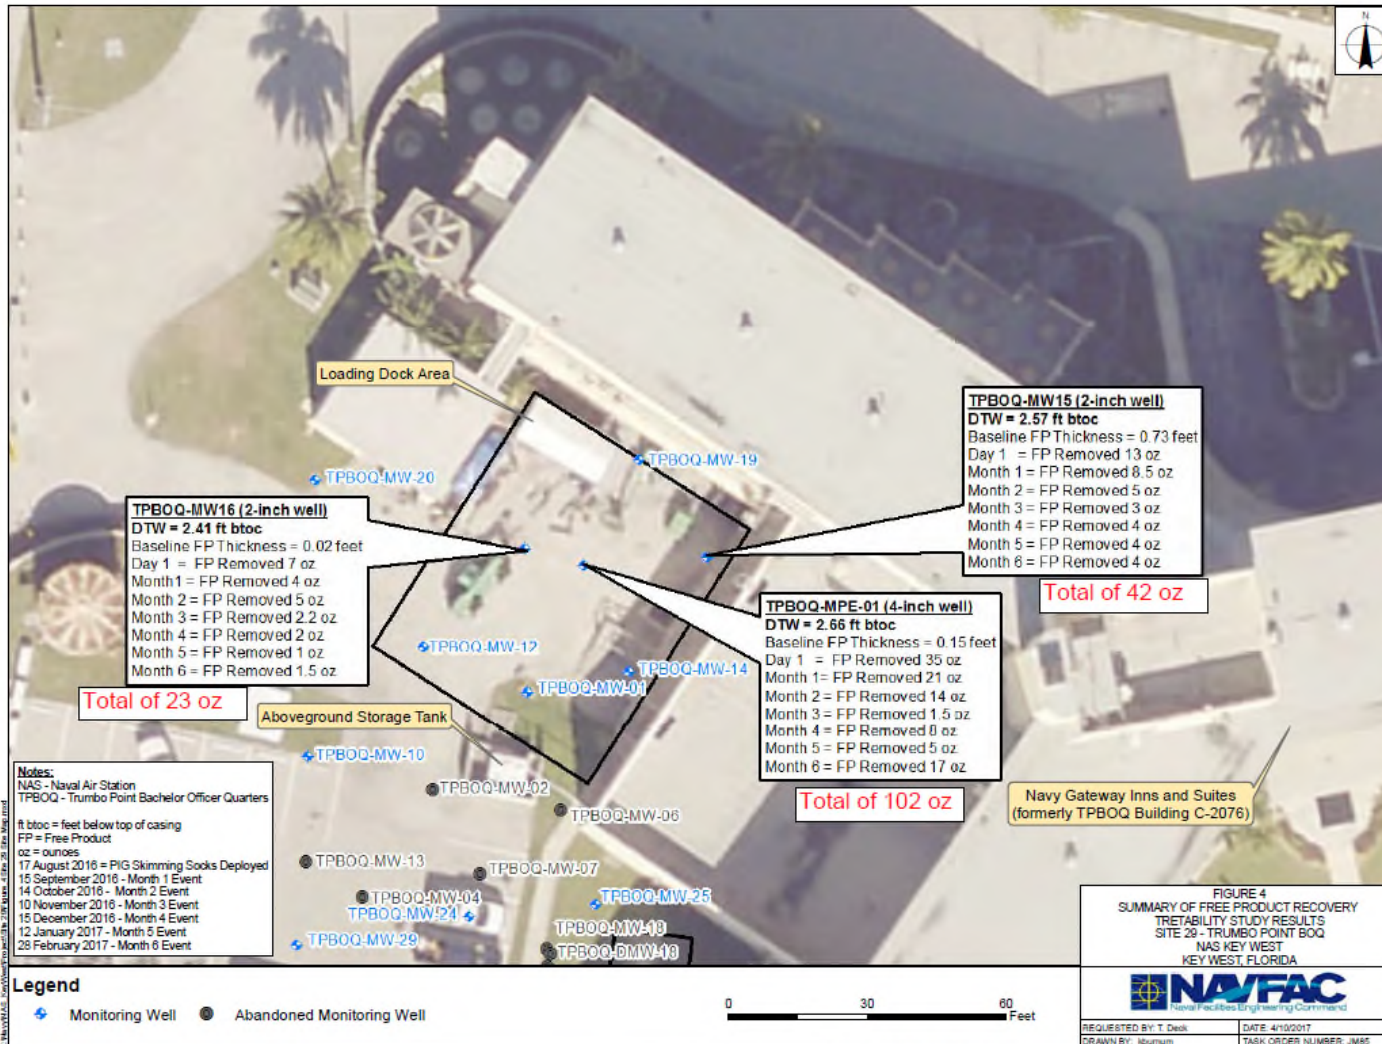 N
Loading Dock Area
TPBOQ-MW15 (2-inch well)
DTW = 2.57 ft btoc
Baseline FP Thickness = 0.73 feet
Day 1 = FP Removed 13 oz
Month 1 = FP Removed 8.5 oz
Month 2 = FP Removed 5 oz
Month 3 = FP Removed 3 oz
Month 4 = FP Removed 4 oz
Month 5 = FP Removed 4 oz
Month 6 = FP Removed 4 oz
Total of 42 oz
TPBOQ-MW-19
TPBOQ-MW-20
TPBOQ-MW16 (2-inch well)
DTW = 2.41 ft btoc
Baseline FP Thickness = 0.02 feet
Day 1 = FP Removed 7 oz
Month1 = FP Removed 4 oz
Month 2 = FP Removed 5 oz
Month 3 = FP Removed 2.2 oz
Month 4 = FP Removed 2 oz
Month 5 = FP Removed 1 oz
Month 6 = FP Removed 1.5 oz
Total of 23 oz
TPBOQ-MPE-01 (4-inch well)
DTW = 2.66 ft btoc
Baseline FP Thickness = 0.15 feet
Day 1 = FP Removed 35 oz
Month 1= FP Removed 21 oz
Month 2 = FP Removed 14 oz
Month 3 = FP Removed 1.5 oz
Month 4 = FP Removed 8 oz
Month 5 = FP Removed 5 oz
Month 6 = FP Removed 17 oz
Total of 102 oz
TPBOQ-MW-12
TPBOQ-MW-14
TPBOQ-MW-01
Aboveground Storage Tank
TPBOQ-MW-10
TPBOQ-MW-02
TPBOQ-MW-06
Navy Gateway Inns and Suites
(formerly TPBOQ Building C-2076)
TPBOQ-MW-13
TPBOQ-MW-07
TPBOQ-MW-04
TPBOQ-MW-25
TPBOQ-MW-24
TPBOQ-MW-18
TPBOQ-MW-29
TPBOQ-DMW-18
Notes:
NAS - Naval Air Station
TPBOQ - Trumbo Point Bachelor Officer Quarters
ft btoc = feet below top of casing
FP = Free Product
oz = ounces
17 August 2016 = PIG Skimming Socks Deployed
15 September 2016 - Month 1 Event
14 October 2016 - Month 2 Event
10 November 2016 - Month 3 Event
15 December 2016 - Month 4 Event
12 January 2017 - Month 5 Event
28 February 2017 - Month 6 Event
Legend
Monitoring Well
Abandoned Monitoring Well
0 30 60
Feet
FIGURE 4
SUMMARY OF FREE PRODUCT RECOVERY
TRETABILITY STUDY RESULTS
SITE 29 - TRUMBO POINT BOQ
NAS KEY WEST
KEY WEST, FLORIDA
NAVFAC
Naval Facilities Engineering Command
REQUESTED BY: T. Deck
DATE: 4/10/2017
DRAWN BY:
TASK ORDER NUMBER: JM85